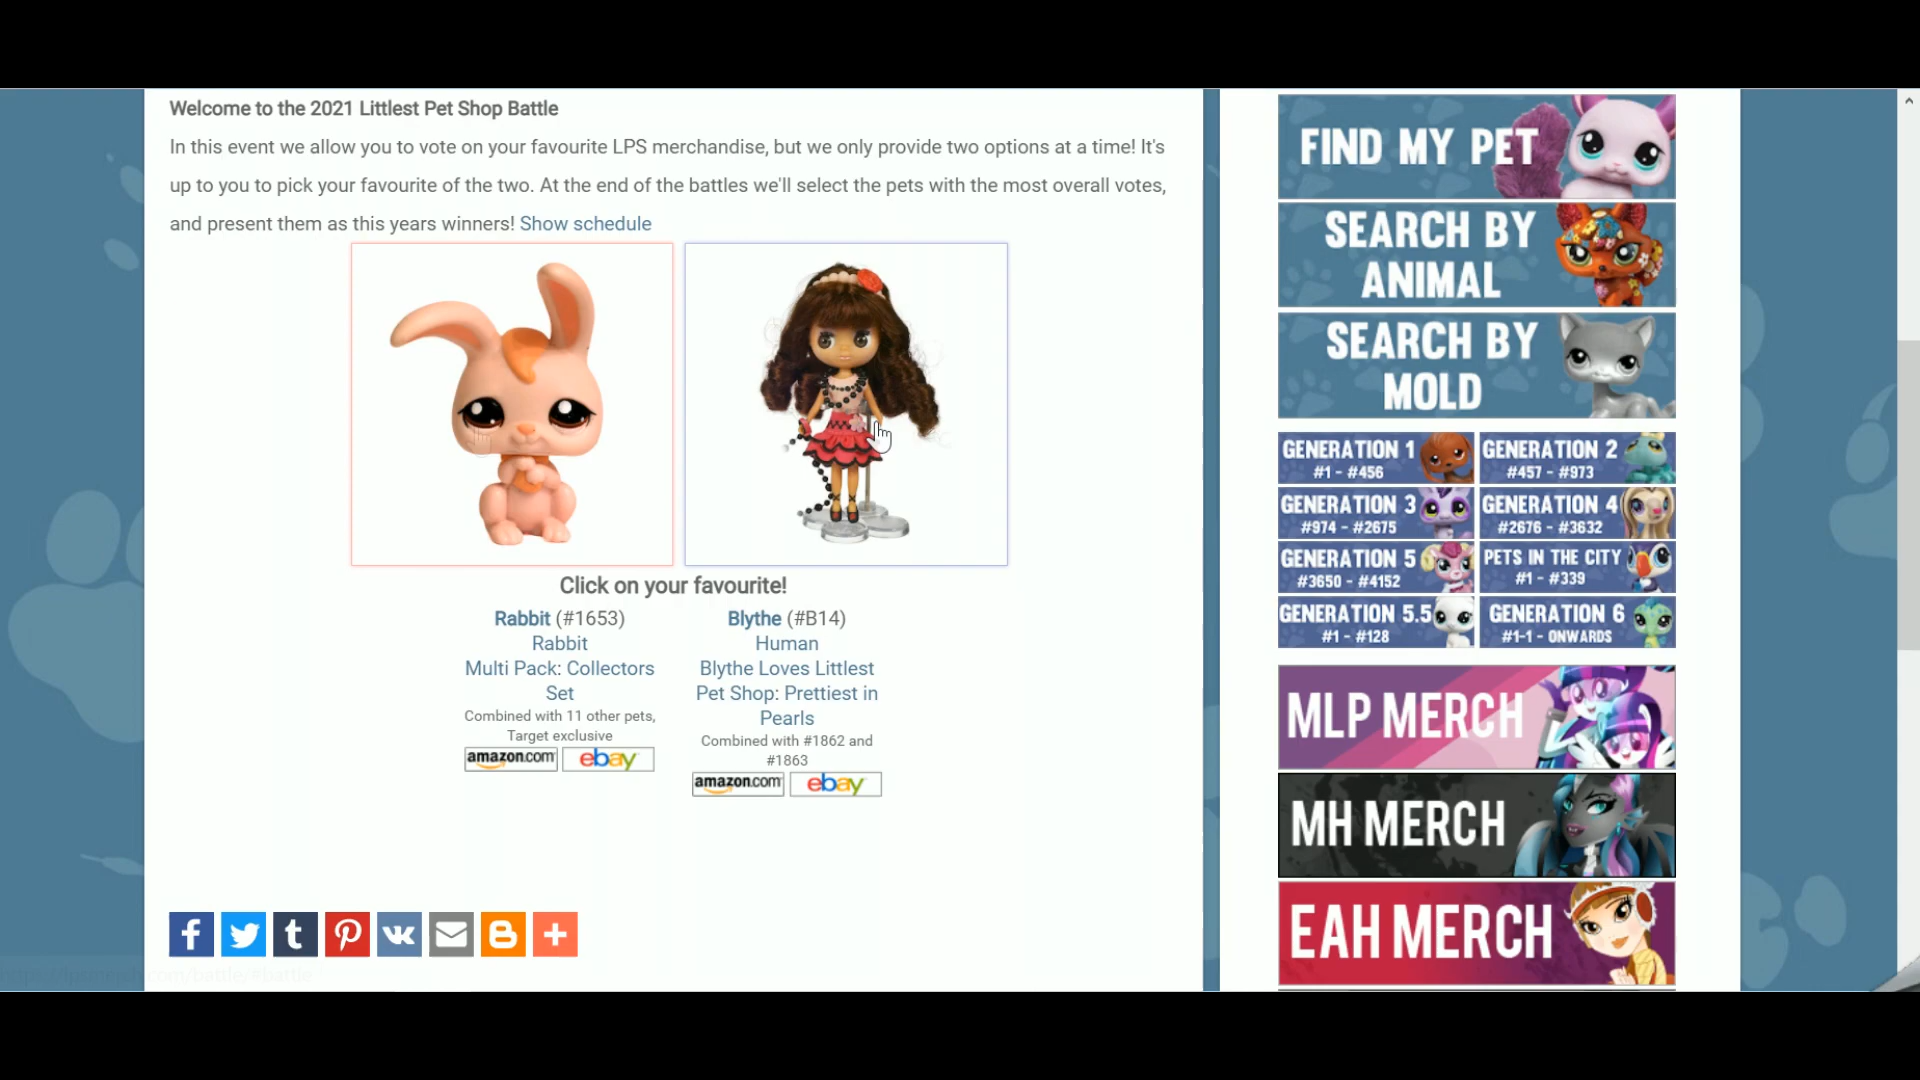 Welcome to the 2021 Littlest Pet Shop Battle
In this event we allow you to vote on your favourite LPS merchandise, but we only provide two options at a time! It's
up to you to pick your favourite of the two. At the end of the battles we'll select the pets with the most overall votes,
and present them as this years winners! Show schedule
Click on your favourite!
Rabbit (#1653)
Rabbit
Multi Pack: Collectors
Set
Combined with 11 other pets,
Target exclusive
amazon.com ebay
Blythe (#B14)
Human
Blythe Loves Littlest
Pet Shop: Prettiest in
Pearls
Combined with #1862 and
#1863
amazon.com ebay
FIND MY PET
SEARCH BY
ANIMAL
SEARCH BY
MOLD
GENERATION 1
#1 - #456
GENERATION 2
#457 - #973
GENERATION 3
#974 - #2675
GENERATION 4
#2676 - #3632
GENERATION 5
#3650 - #4152
PETS IN THE CITY
#1 - #339
GENERATION 5.5
#1 - #128
GENERATION 6
#1-1 - ONWARDS
MLP MERCH
MH MERCH
EAH MERCH